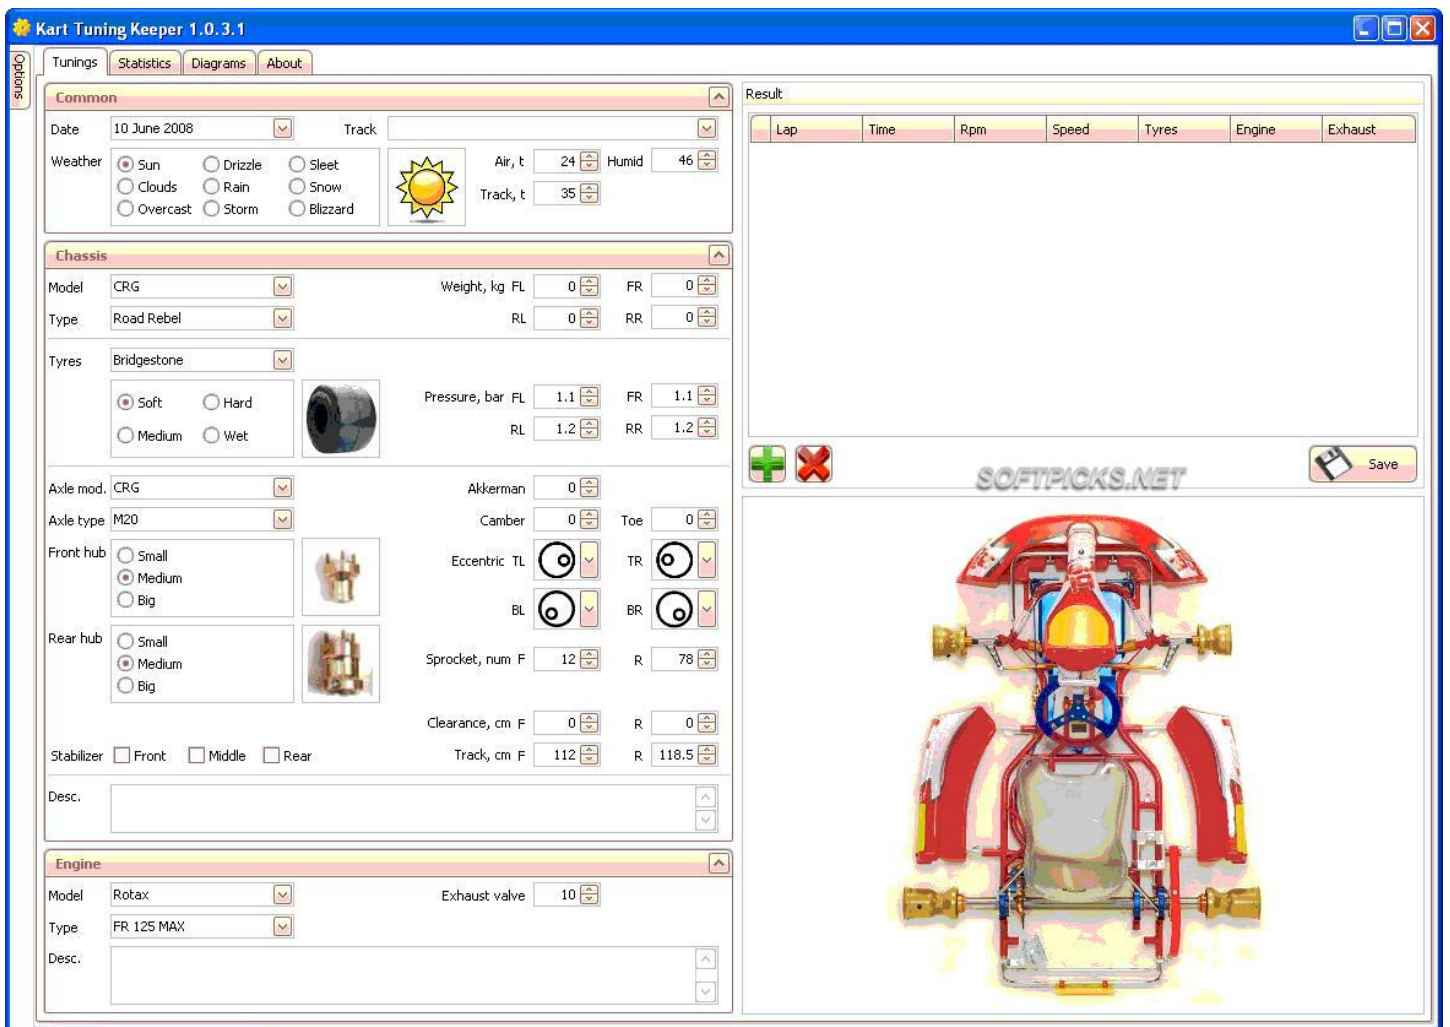 Kart Tuning Keeper 1.0.3.1
Options
Tunings Statistics Diagrams About
Common
Date 10 June 2008 Track
Weather Sun Drizzle Sleet Air, t 24 Humid 46
Clouds Rain Snow Track, t 35
Overcast Storm Blizzard
Chassis
Model CRG Weight, kg FL 0 FR 0
Type Road Rebel RL 0 RR 0
Tyres Bridgestone
Soft Hard Pressure, bar FL 1.1 FR 1.1
Medium Wet RL 1.2 RR 1.2
Axle mod. CRG Akkerman 0
Axle type M20 Camber 0 Toe 0
Front hub Small Eccentric TL TR
Medium
Big BL BR
Rear hub Small
Medium Sprocket, num F 12 R 78
Big
Clearance, cm F 0 R 0
Stabilizer Front Middle Rear Track, cm F 112 R 118.5
Desc.
Engine
Model Rotax Exhaust valve 10
Type FR 125 MAX
Desc.
Result
Lap Time Rpm Speed Tyres Engine Exhaust
SOFTPICKS.NET
Save